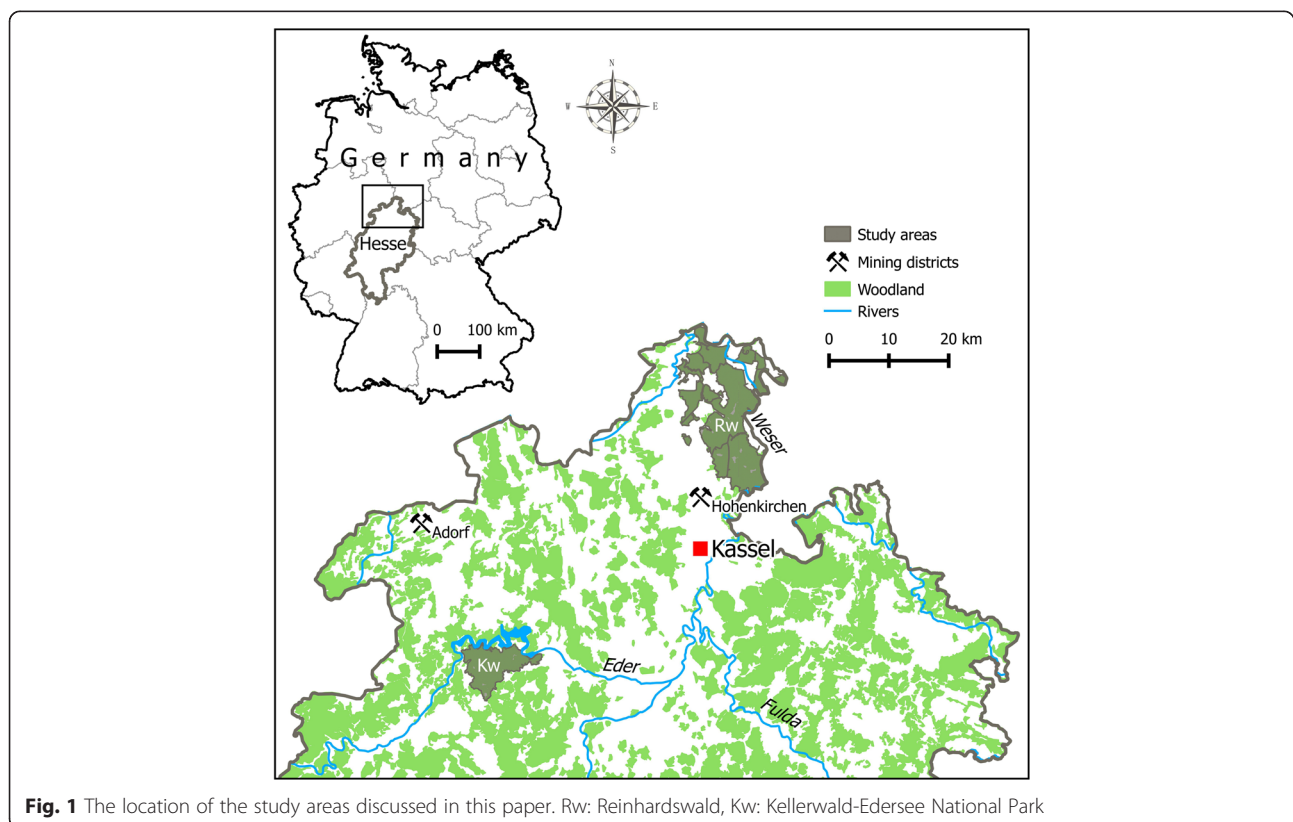 N
W E
S
Germany
Hesse
0 100 km
Study areas
Mining districts
Woodland
Rivers
0 10 20 km
Rw
Weser
Hohenkirchen
Adorf
Kassel
Kw
Eder
Fulda
Fig. 1 The location of the study areas discussed in this paper. Rw: Reinhardswald, Kw: Kellerwald-Edersee National Park